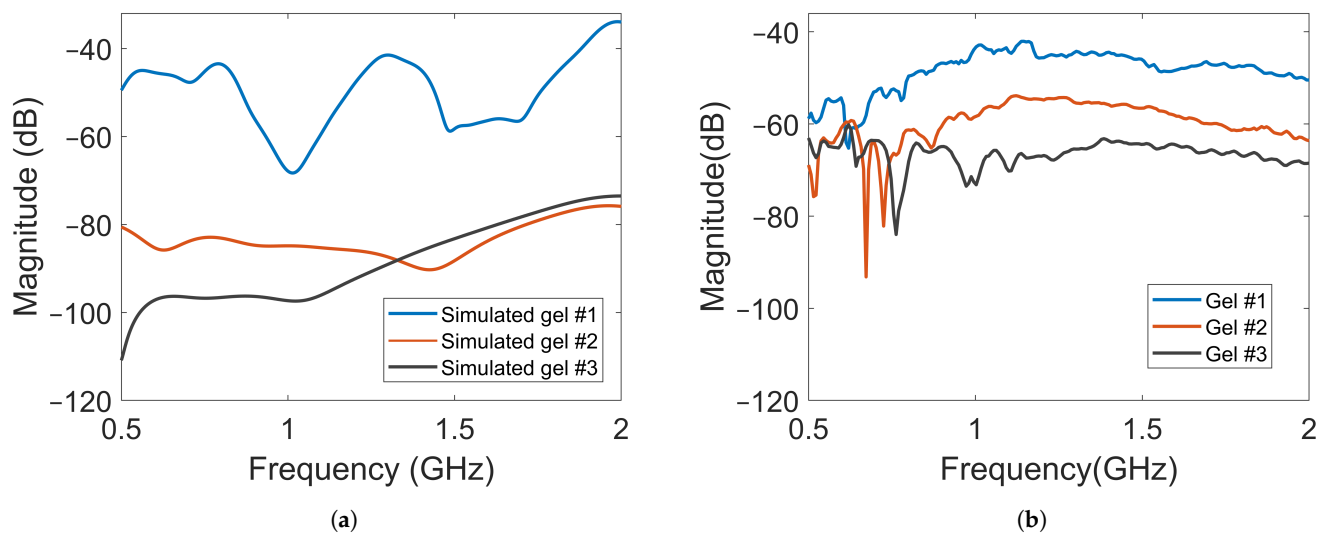 Magnitude (dB)
−40
−60
−80
−100
−120
0.5
1
1.5
2
Frequency (GHz)
Simulated gel #1
Simulated gel #2
Simulated gel #3
(a)
Magnitude(dB)
−40
−60
−80
−100
−120
0.5
1
1.5
2
Frequency(GHz)
Gel #1
Gel #2
Gel #3
(b)